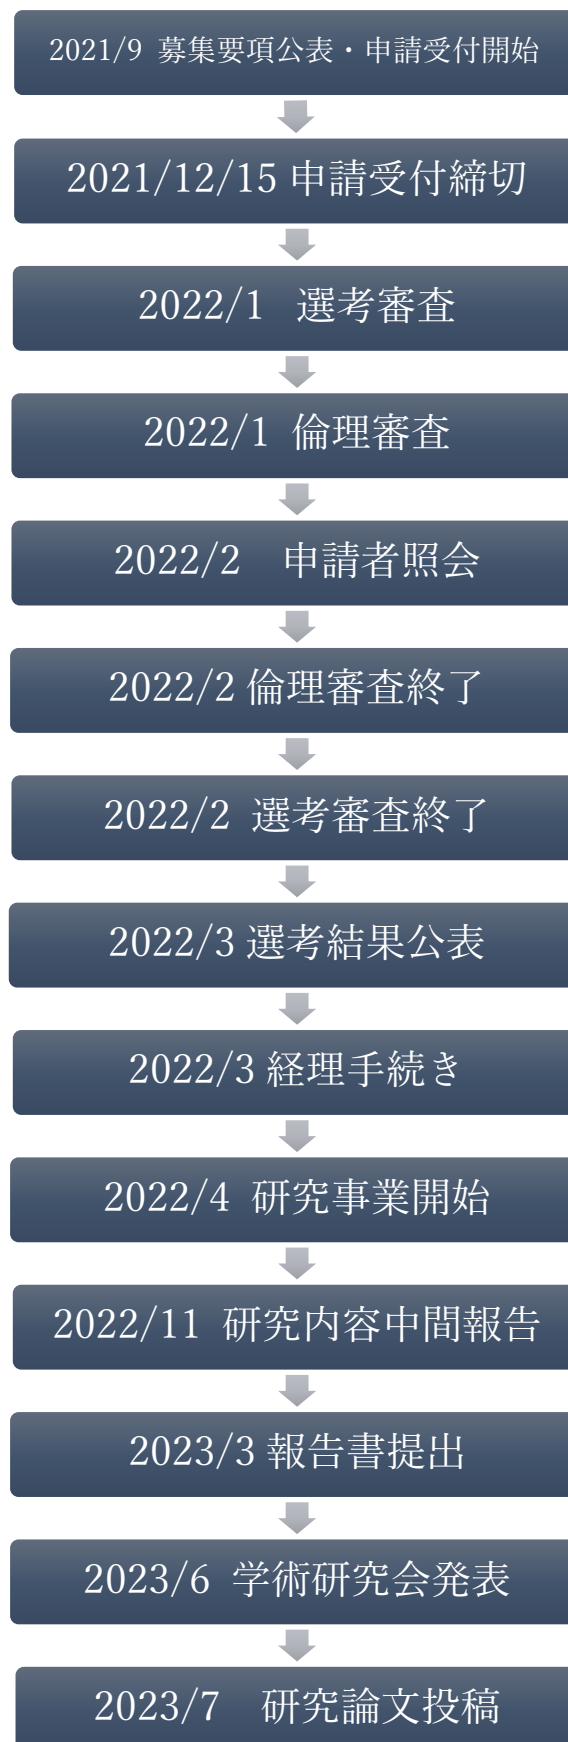 2021/9 募集要項公表・申請受付開始
2021/12/15 申請受付締切
2022/1 選考審査
2022/1 倫理審査
2022/2 申請者照会
2022/2 倫理審査終了
2022/2 選考審査終了
2022/3 選考結果公表
2022/3 経理手続き
2022/4 研究事業開始
2022/11 研究内容中間報告
2023/3 報告書提出
2023/6 学術研究会発表
2023/7 研究論文投稿